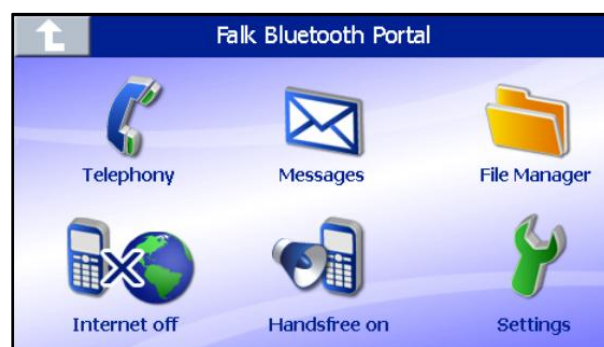 Falk Bluetooth Portal
Telephony
Messages
File Manager
Internet off
Handsfree on
Settings